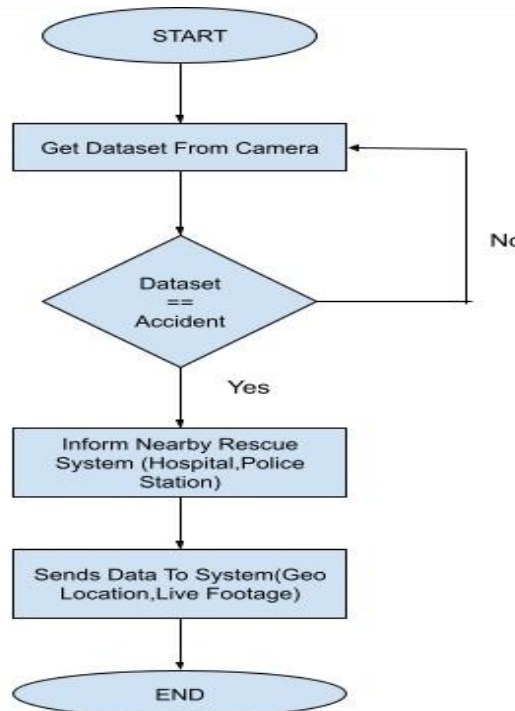 START
Get Dataset From Camera
Dataset
==
Accident
No
Yes
Inform Nearby Rescue
System (Hospital,Police
Station)
Sends Data To System(Geo
Location,Live Footage)
END